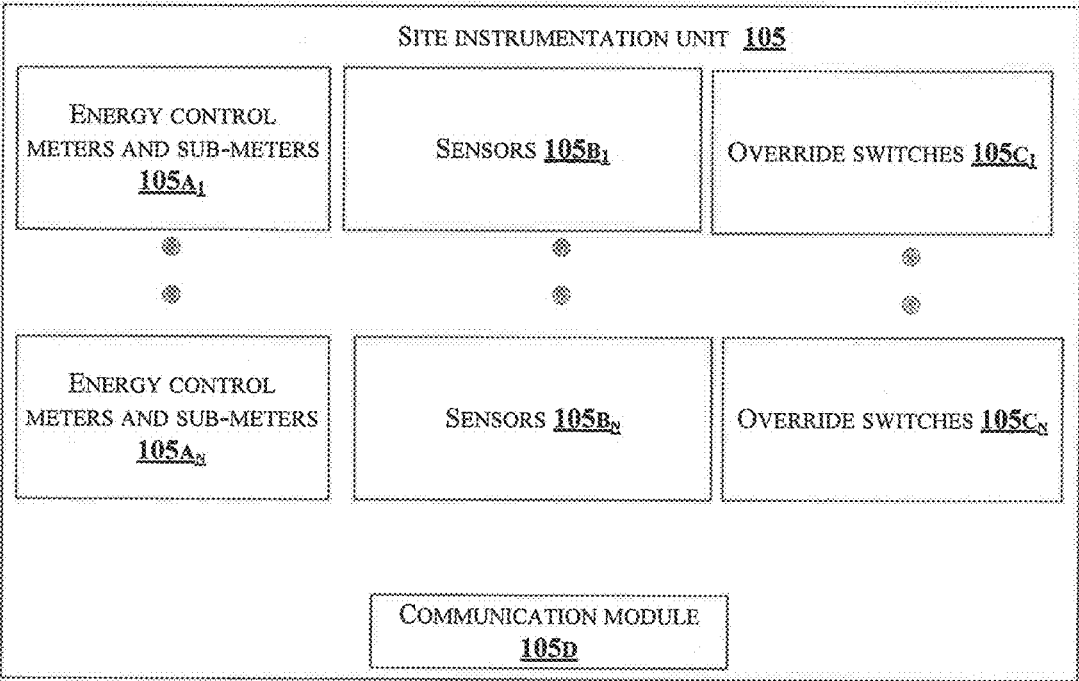 SITE INSTRUMENTATION UNIT 105
ENERGY CONTROL
METERS AND SUB-METERS
105A1
SENSORS 105B1
OVERRIDE SWITCHES 105C1
ENERGY CONTROL
METERS AND SUB-METERS
105AN
SENSORS 105BN
OVERRIDE SWITCHES 105CN
COMMUNICATION MODULE
105D